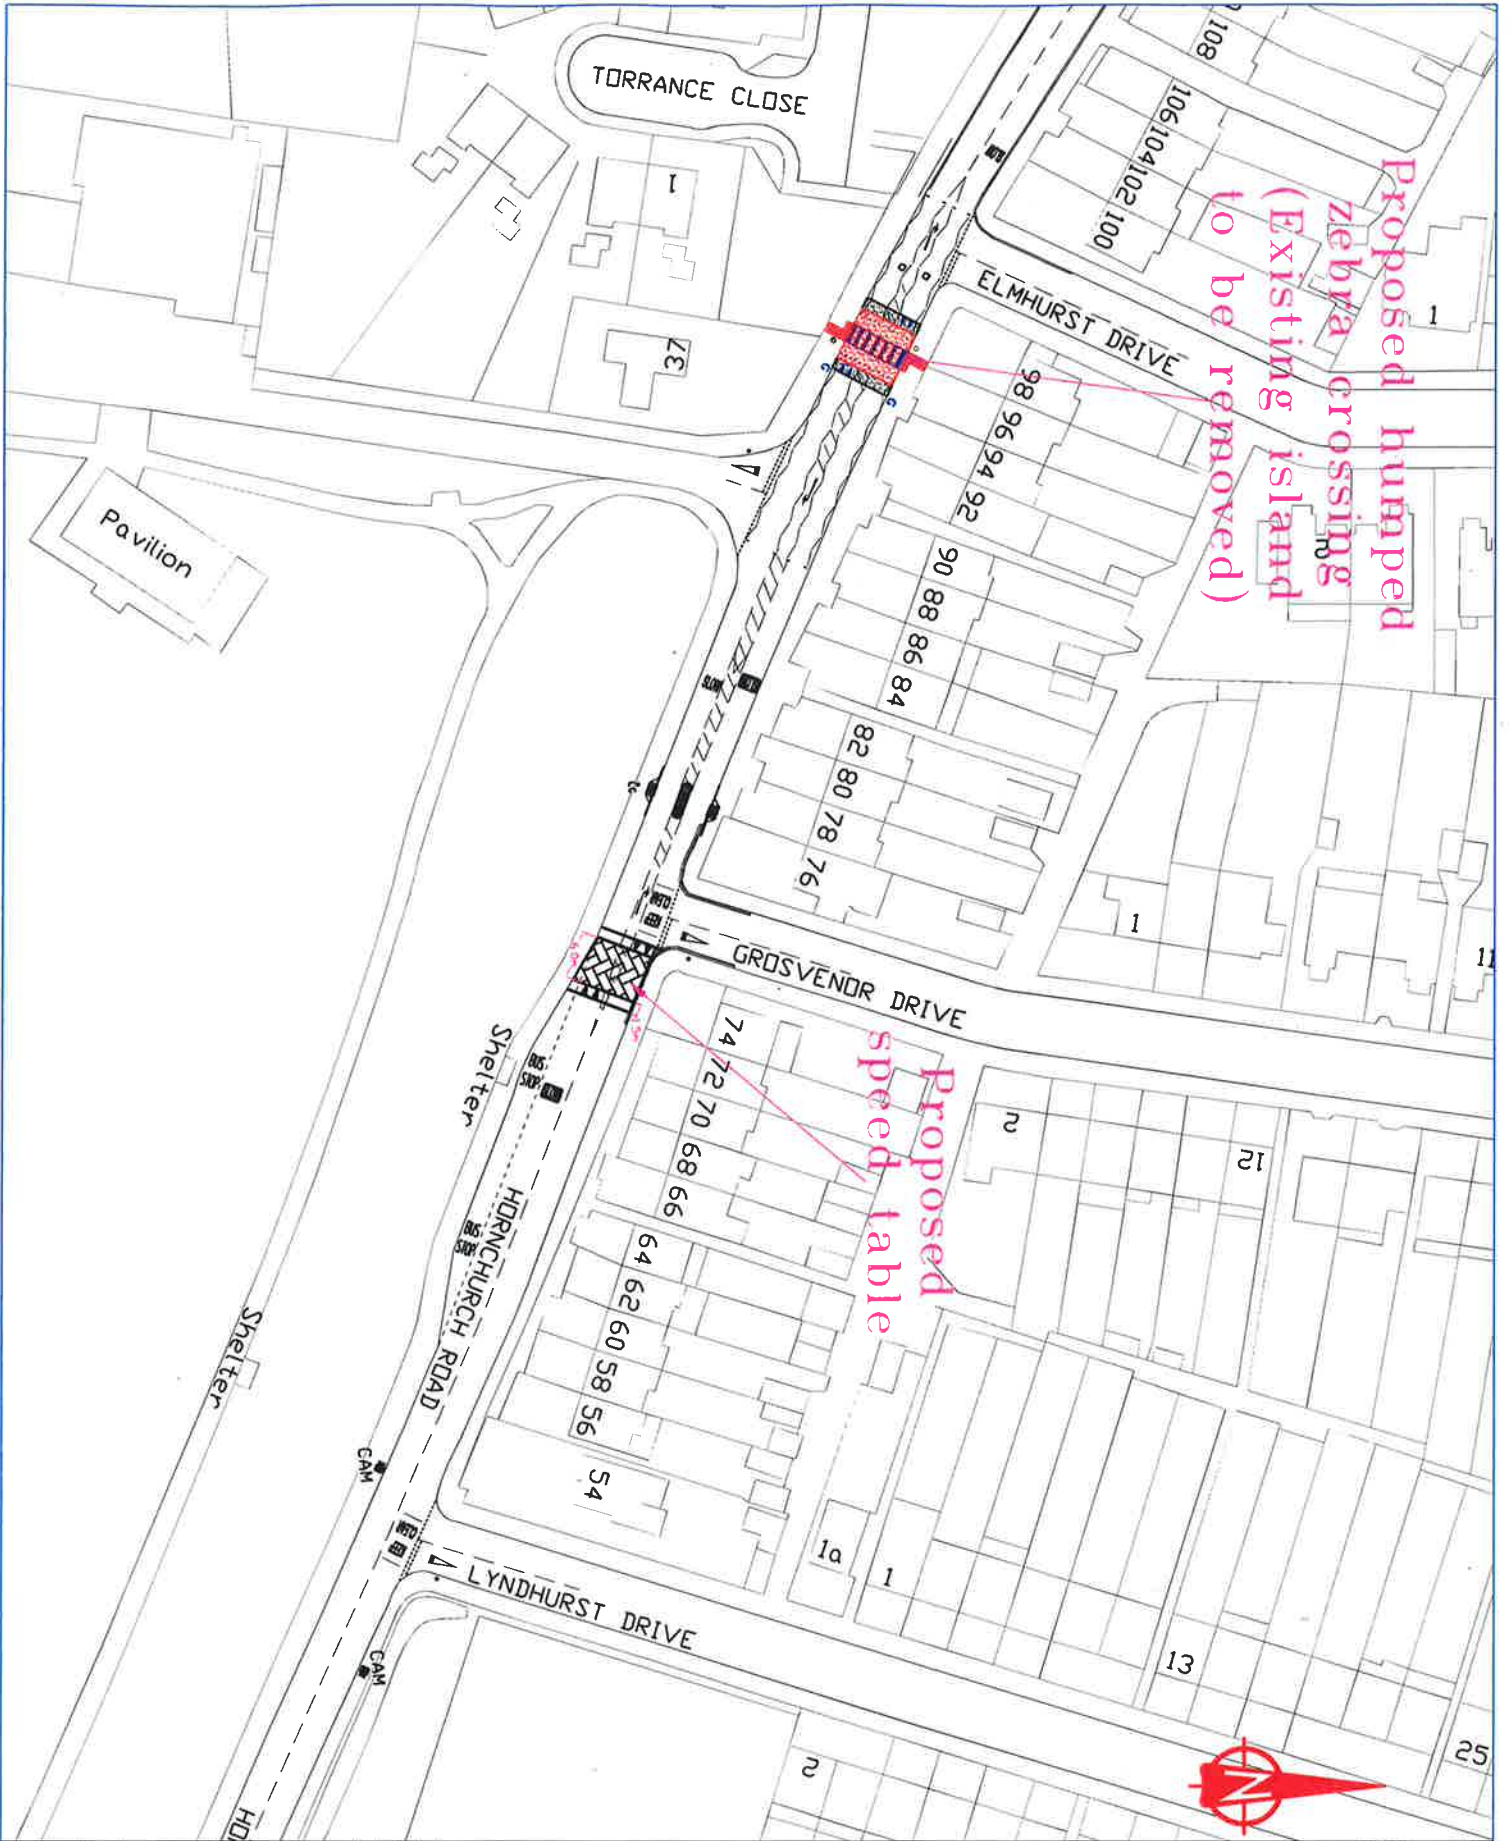 TORRANCE CLOSE
108
106 104 102 100
Proposed humped
zebra crossing
(Existing island
to be removed)
1
1
37
ELMHURST DRIVE
2
98 96 94 92
90 88 86 84
82 80 78 76
Pavilion
1
11
GROSVENOR DRIVE
74 72 70 68 66
Proposed
speed table
2
12
BUS
STOP
Shelter
BUS
STOP
HORNCHURCH ROAD
64 62 60 58 56
54
Shelter
CAM
1a
1
LYNDHURST DRIVE
13
CAM
25
2
N
HO